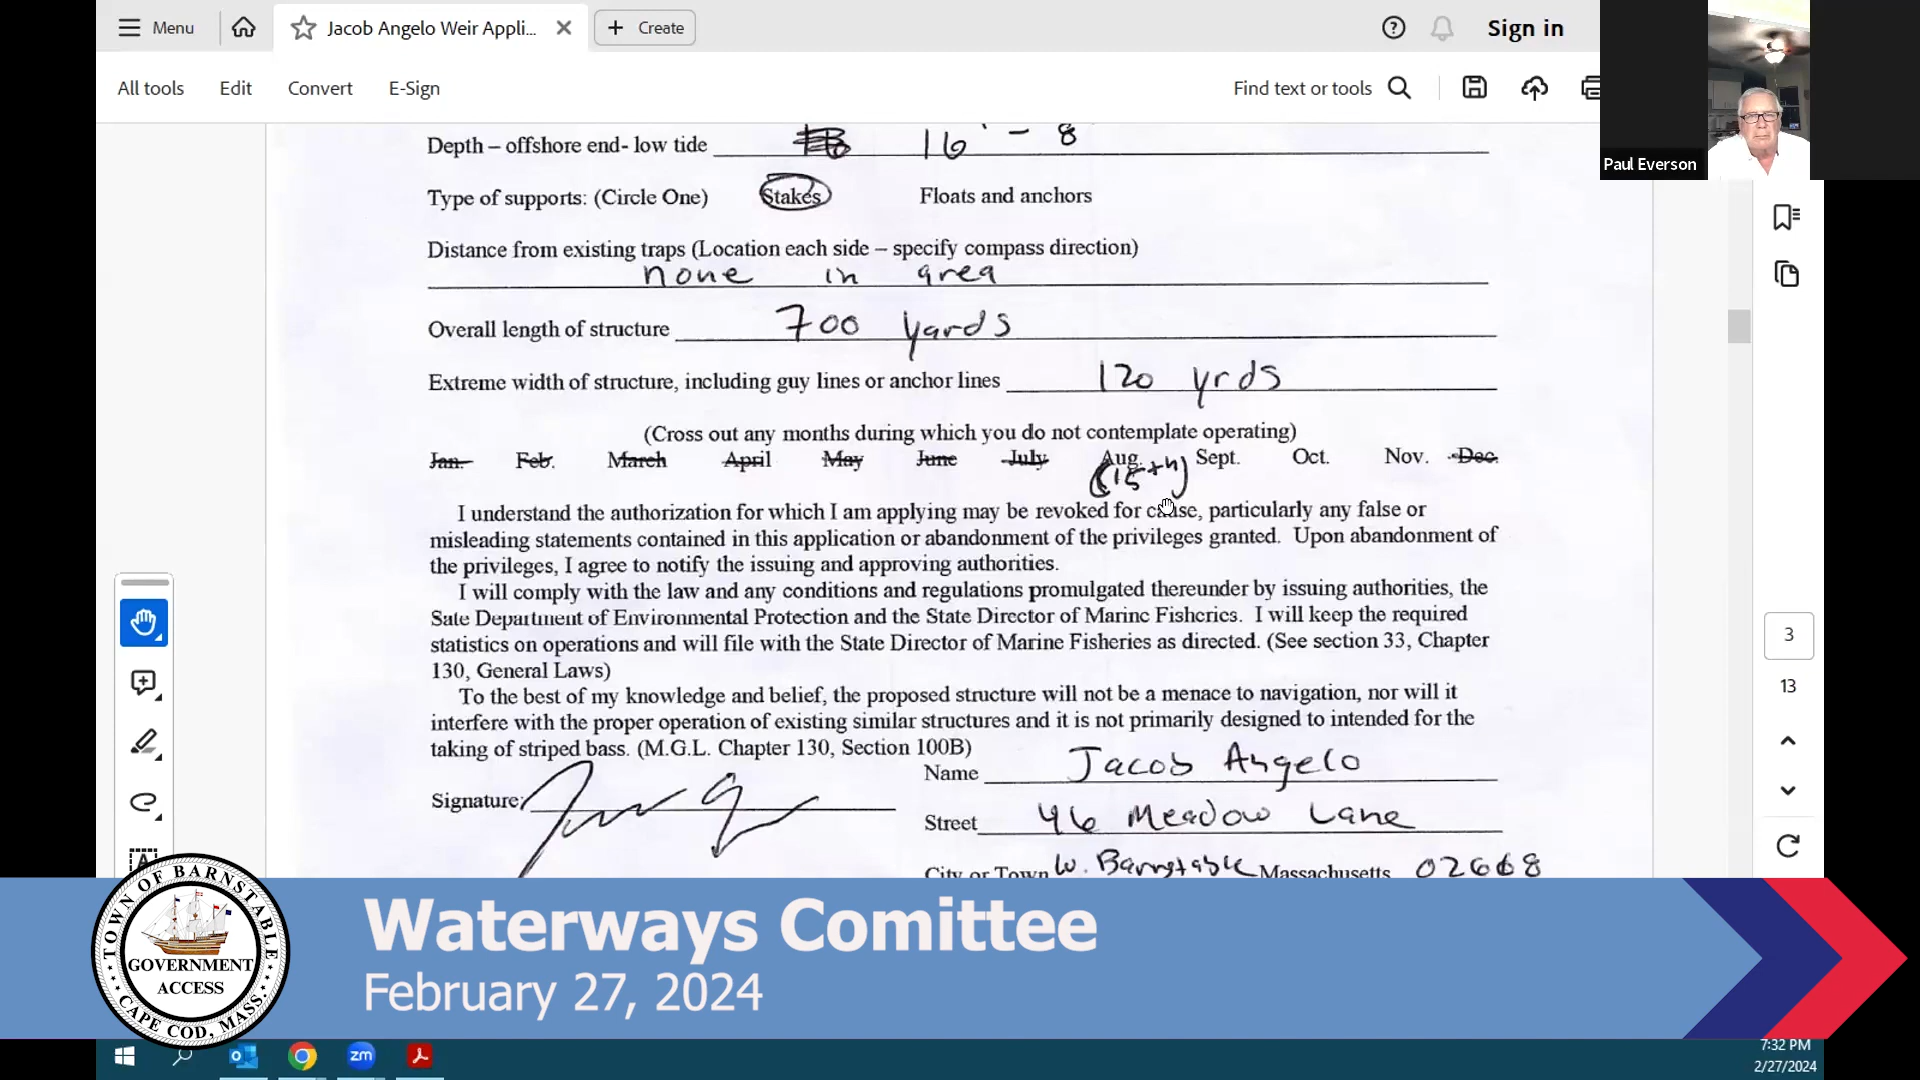 Menu
Jacob Angelo Weir Appli...
Create
Sign in
All tools Edit Convert E-Sign
Find text or tools
Paul Everson
Depth – offshore end- low tide 16' - 8
Type of supports: (Circle One) Stakes Floats and anchors
Distance from existing traps (Location each side – specify compass direction)
none in area
Overall length of structure 700 yards
Extreme width of structure, including guy lines or anchor lines 120 yrds
(Cross out any months during which you do not contemplate operating)
Jan. Feb. March April May June July Aug. Sept. Oct. Nov. Dec.
(15th)
I understand the authorization for which I am applying may be revoked for cause, particularly any false or
misleading statements contained in this application or abandonment of the privileges granted. Upon abandonment of
the privileges, I agree to notify the issuing and approving authorities.
I will comply with the law and any conditions and regulations promulgated thereunder by issuing authorities, the
Sate Department of Environmental Protection and the State Director of Marine Fisheries. I will keep the required
statistics on operations and will file with the State Director of Marine Fisheries as directed. (See section 33, Chapter
130, General Laws)
To the best of my knowledge and belief, the proposed structure will not be a menace to navigation, nor will it
interfere with the proper operation of existing similar structures and it is not primarily designed to intended for the
taking of striped bass. (M.G.L. Chapter 130, Section 100B)
Name Jacob Angelo
Signature:
Street 46 Meadow Lane
City or Town W. Barnstable Massachusetts 02668
3
13
TOWN OF BARNSTABLE
GOVERNMENT
ACCESS
CAPE COD, MASS.
Waterways Comittee
February 27, 2024
zm
7:32 PM
2/27/2024